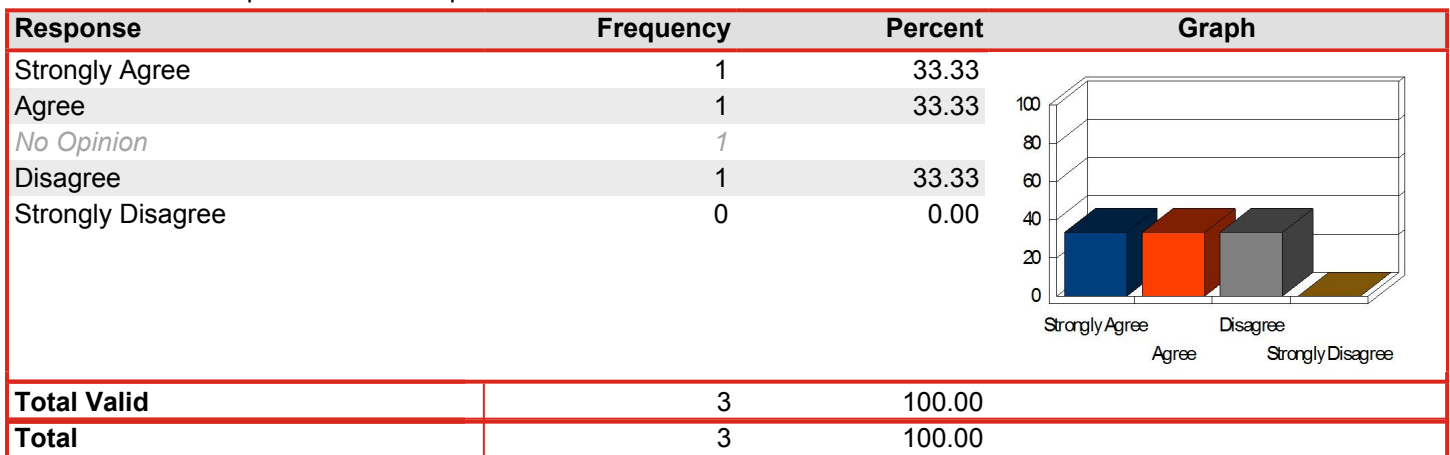 Response Frequency Percent Graph
Strongly Agree 1 33.33
Agree 1 33.33
No Opinion 1
Disagree 1 33.33
Strongly Disagree 0 0.00
100
80
60
40
20
0
Strongly Agree Disagree
Agree Strongly Disagree
Total Valid 3 100.00
Total 3 100.00